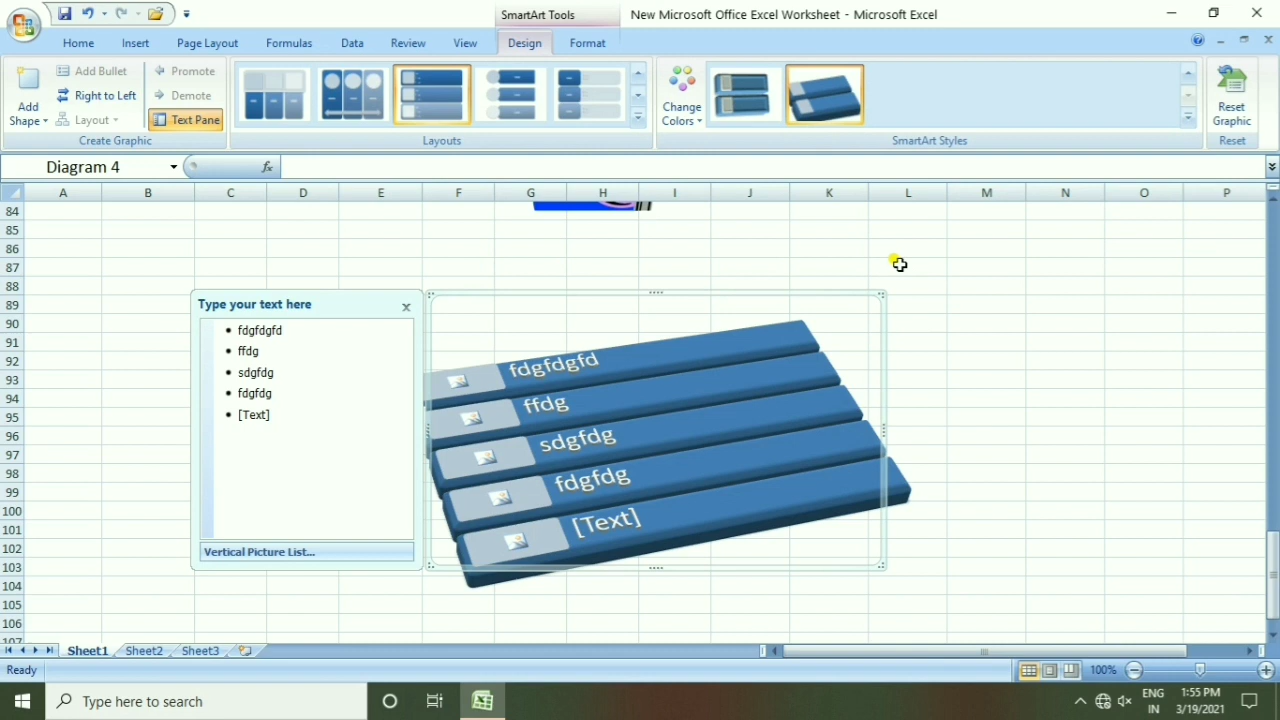 SmartArt Tools
New Microsoft Office Excel Worksheet - Microsoft Excel
Home Insert Page Layout Formulas Data Review View Design Format
Add Shape
Add Bullet
Right to Left
Layout
Promote
Demote
Text Pane
Create Graphic
Layouts
Change Colors
SmartArt Styles
Reset Graphic
Reset
Diagram 4
fx
A B C D E F G H I J K L M N O P
84
85
86
87
88
89
90
91
92
93
94
95
96
97
98
99
100
101
102
103
104
105
106
107
Type your text here
x
• fdgfdgfd
• ffdg
• sdgfdg
• fdgfdg
• [Text]
Vertical Picture List...
fdgfdgfd
ffdg
sdgfdg
fdgfdg
[Text]
Sheet1 Sheet2 Sheet3
Ready
100%
Type here to search
ENG
IN
1:55 PM
3/19/2021